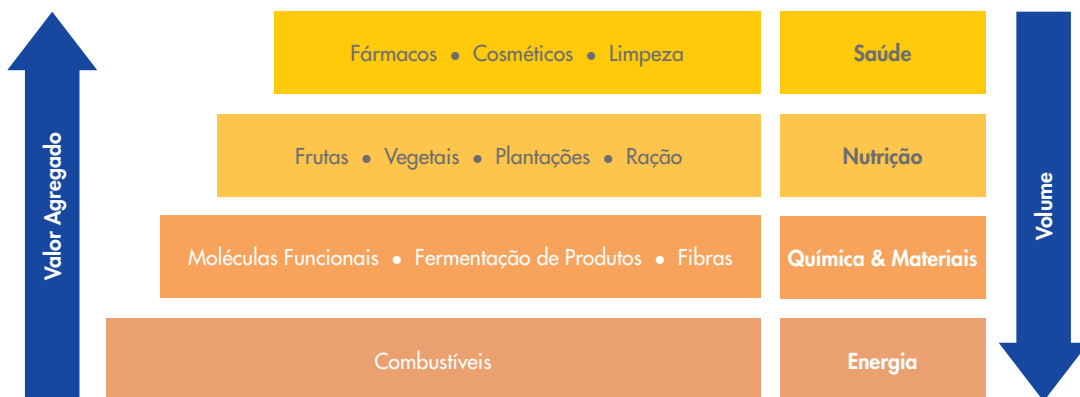 Valor Agregado
Fármacos • Cosméticos • Limpeza
Saúde
Frutas • Vegetais • Plantações • Ração
Nutrição
Moléculas Funcionais • Fermentação de Produtos • Fibras
Química & Materiais
Combustíveis
Energia
Volume